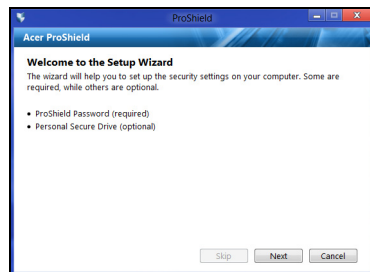 ProShield
Acer ProShield
Welcome to the Setup Wizard
The wizard will help you to set up the security settings on your computer. Some are
required, while others are optional.
• ProShield Password (required)
• Personal Secure Drive (optional)
Skip Next Cancel